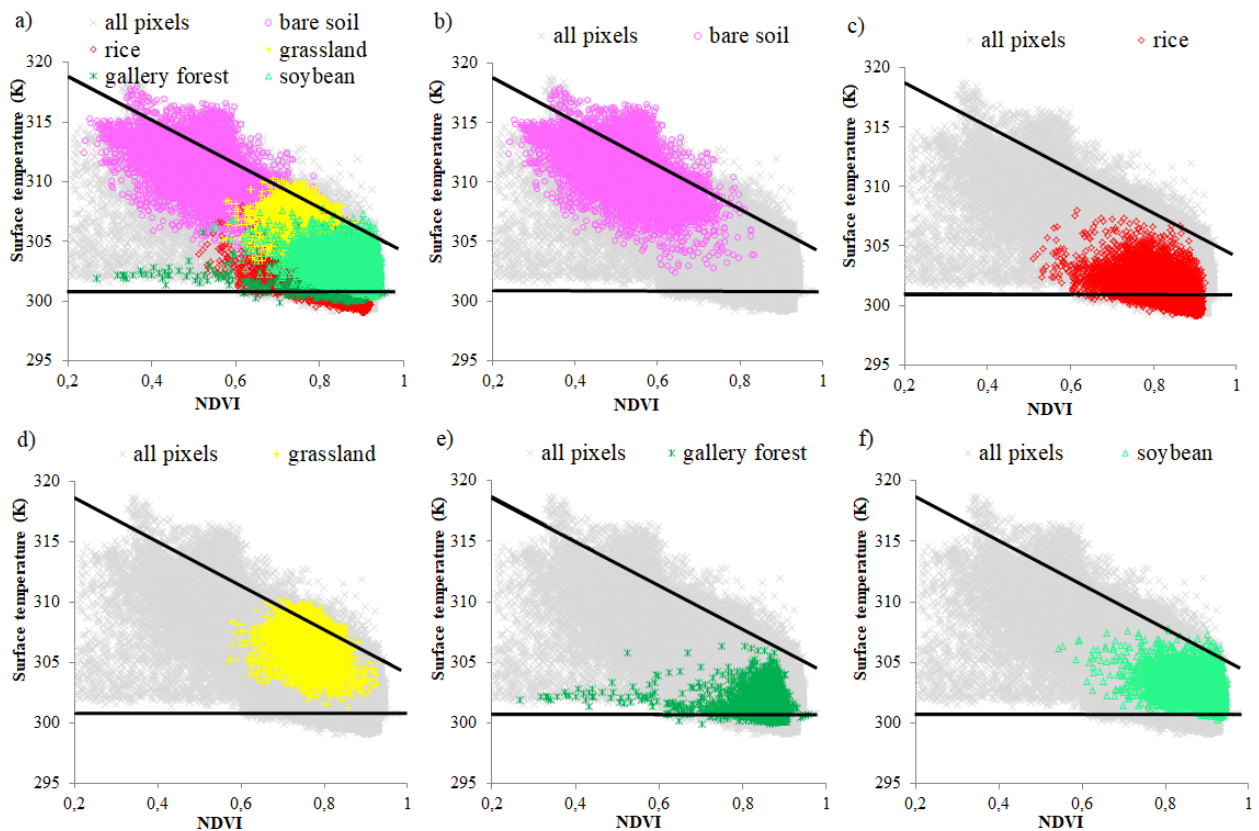 a)
all pixels
bare soil
rice
grassland
gallery forest
soybean
Surface temperature (K)
320
315
310
305
300
295
0,2
0,4
0,6
0,8
1
NDVI
b)
all pixels
bare soil
Surface temperature (K)
320
315
310
305
300
295
0,2
0,4
0,6
0,8
1
NDVI
c)
all pixels
rice
Surface temperature (K)
320
315
310
305
300
295
0,2
0,4
0,6
0,8
1
NDVI
d)
all pixels
grassland
Surface temperature (K)
320
315
310
305
300
295
0,2
0,4
0,6
0,8
1
NDVI
e)
all pixels
gallery forest
Surface temperature (K)
320
315
310
305
300
295
0,2
0,4
0,6
0,8
1
NDVI
f)
all pixels
soybean
Surface temperature (K)
320
315
310
305
300
295
0,2
0,4
0,6
0,8
1
NDVI